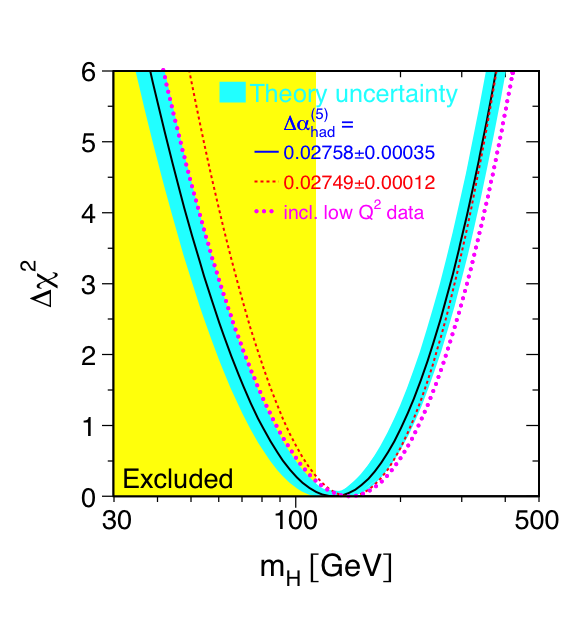 6
5
4
3
2
1
0
Δχ²
Theory uncertainty
Δα_had^(5) =
0.02758±0.00035
0.02749±0.00012
incl. low Q² data
Excluded
30
100
500
m_H [GeV]